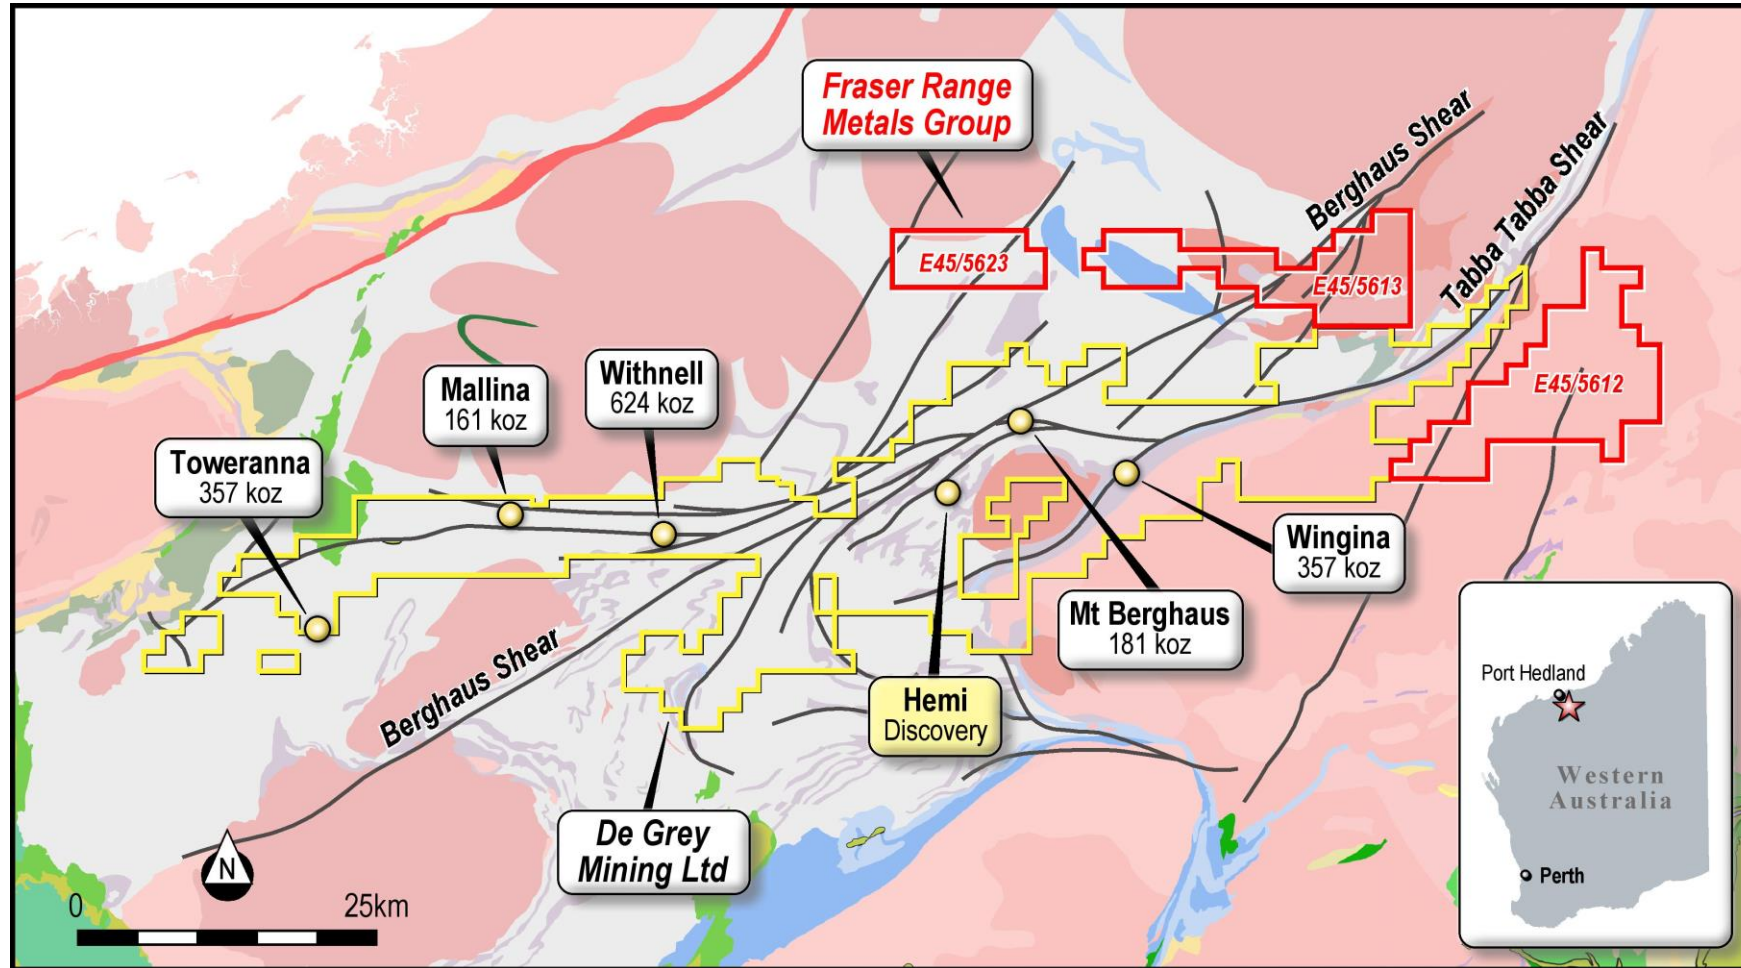 Fraser Range
Metals Group
Berghaus Shear
Tabba Tabba Shear
E45/5623
E45/5613
E45/5612
Mallina
161 koz
Withnell
624 koz
Toweranna
357 koz
Wingina
357 koz
Mt Berghaus
181 koz
Berghaus Shear
Hemi
Discovery
De Grey
Mining Ltd
N
0
25km
Port Hedland
Western
Australia
Perth